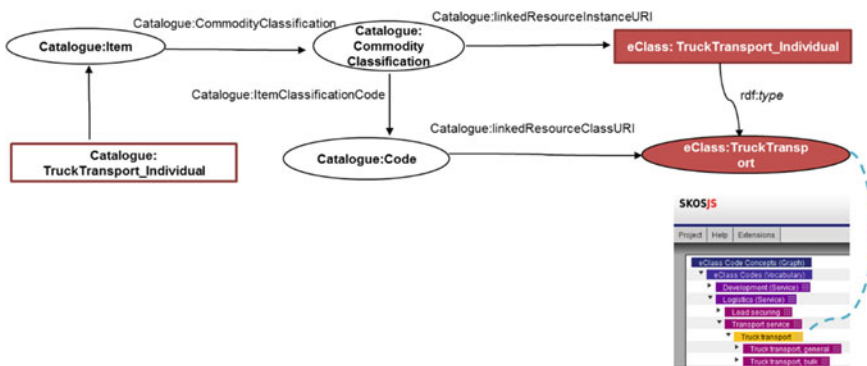 Catalogue:CommodityClassification
Catalogue:linkedResourceInstanceURI
Catalogue:Item
Catalogue:
Commodity
Classification
eClass: TruckTransport_Individual
Catalogue:ItemClassificationCode
rdf:type
Catalogue:linkedResourceClassURI
Catalogue:
TruckTransport_Individual
Catalogue:Code
eClass:TruckTransp
ort
SKOSJS
Project
Help
Extensions
eClass Code Concepts (Graph)
eClass Codes (Vocabulary)
Development (Service)
Logistics (Service)
Load securing
Transport service
Truck transport
Truck transport, general
Truck transport, bulk